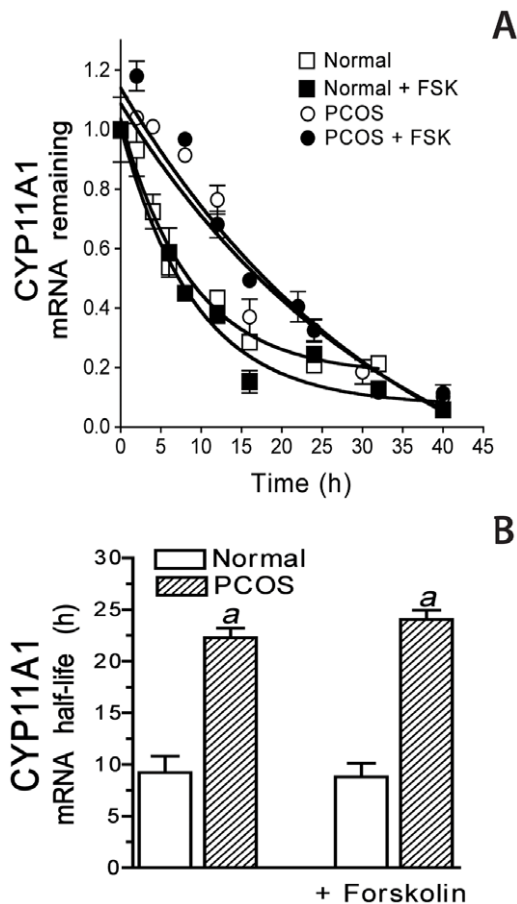 A
Normal
Normal + FSK
PCOS
PCOS + FSK
CYP11A1
mRNA remaining
1.2
1.0
0.8
0.6
0.4
0.2
0.0
0 5 10 15 20 25 30 35 40 45
Time (h)
B
Normal
PCOS
CYP11A1
mRNA half-life (h)
30
25
20
15
10
5
0
a
a
+ Forskolin